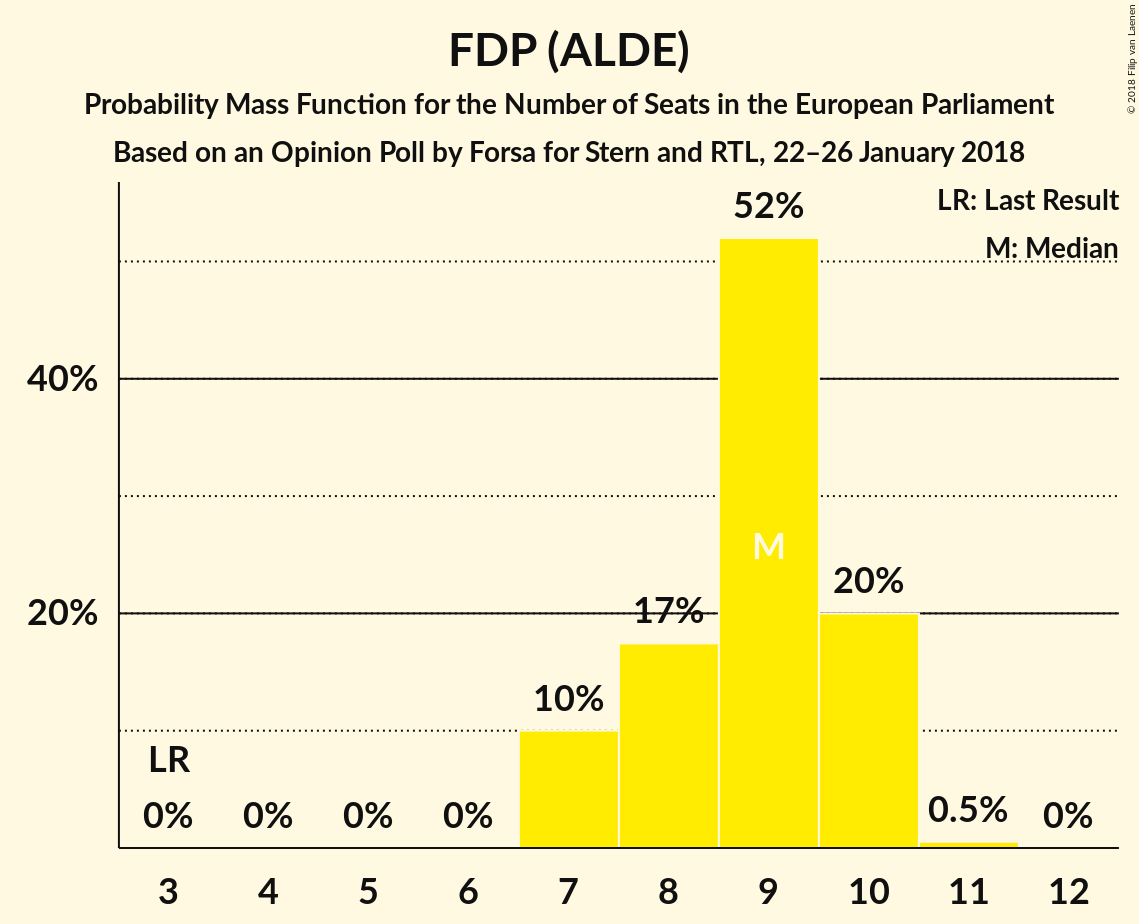 FDP (ALDE)
Probability Mass Function for the Number of Seats in the European Parliament
Based on an Opinion Poll by Forsa for Stern and RTL, 22–26 January 2018
© 2018 Filip van Laenen
LR: Last Result
M: Median
52%
40%
M
20%
17%
20%
10%
LR
0%
0%
0%
0%
0.5%
0%
3 4 5 6 7 8 9 10 11 12